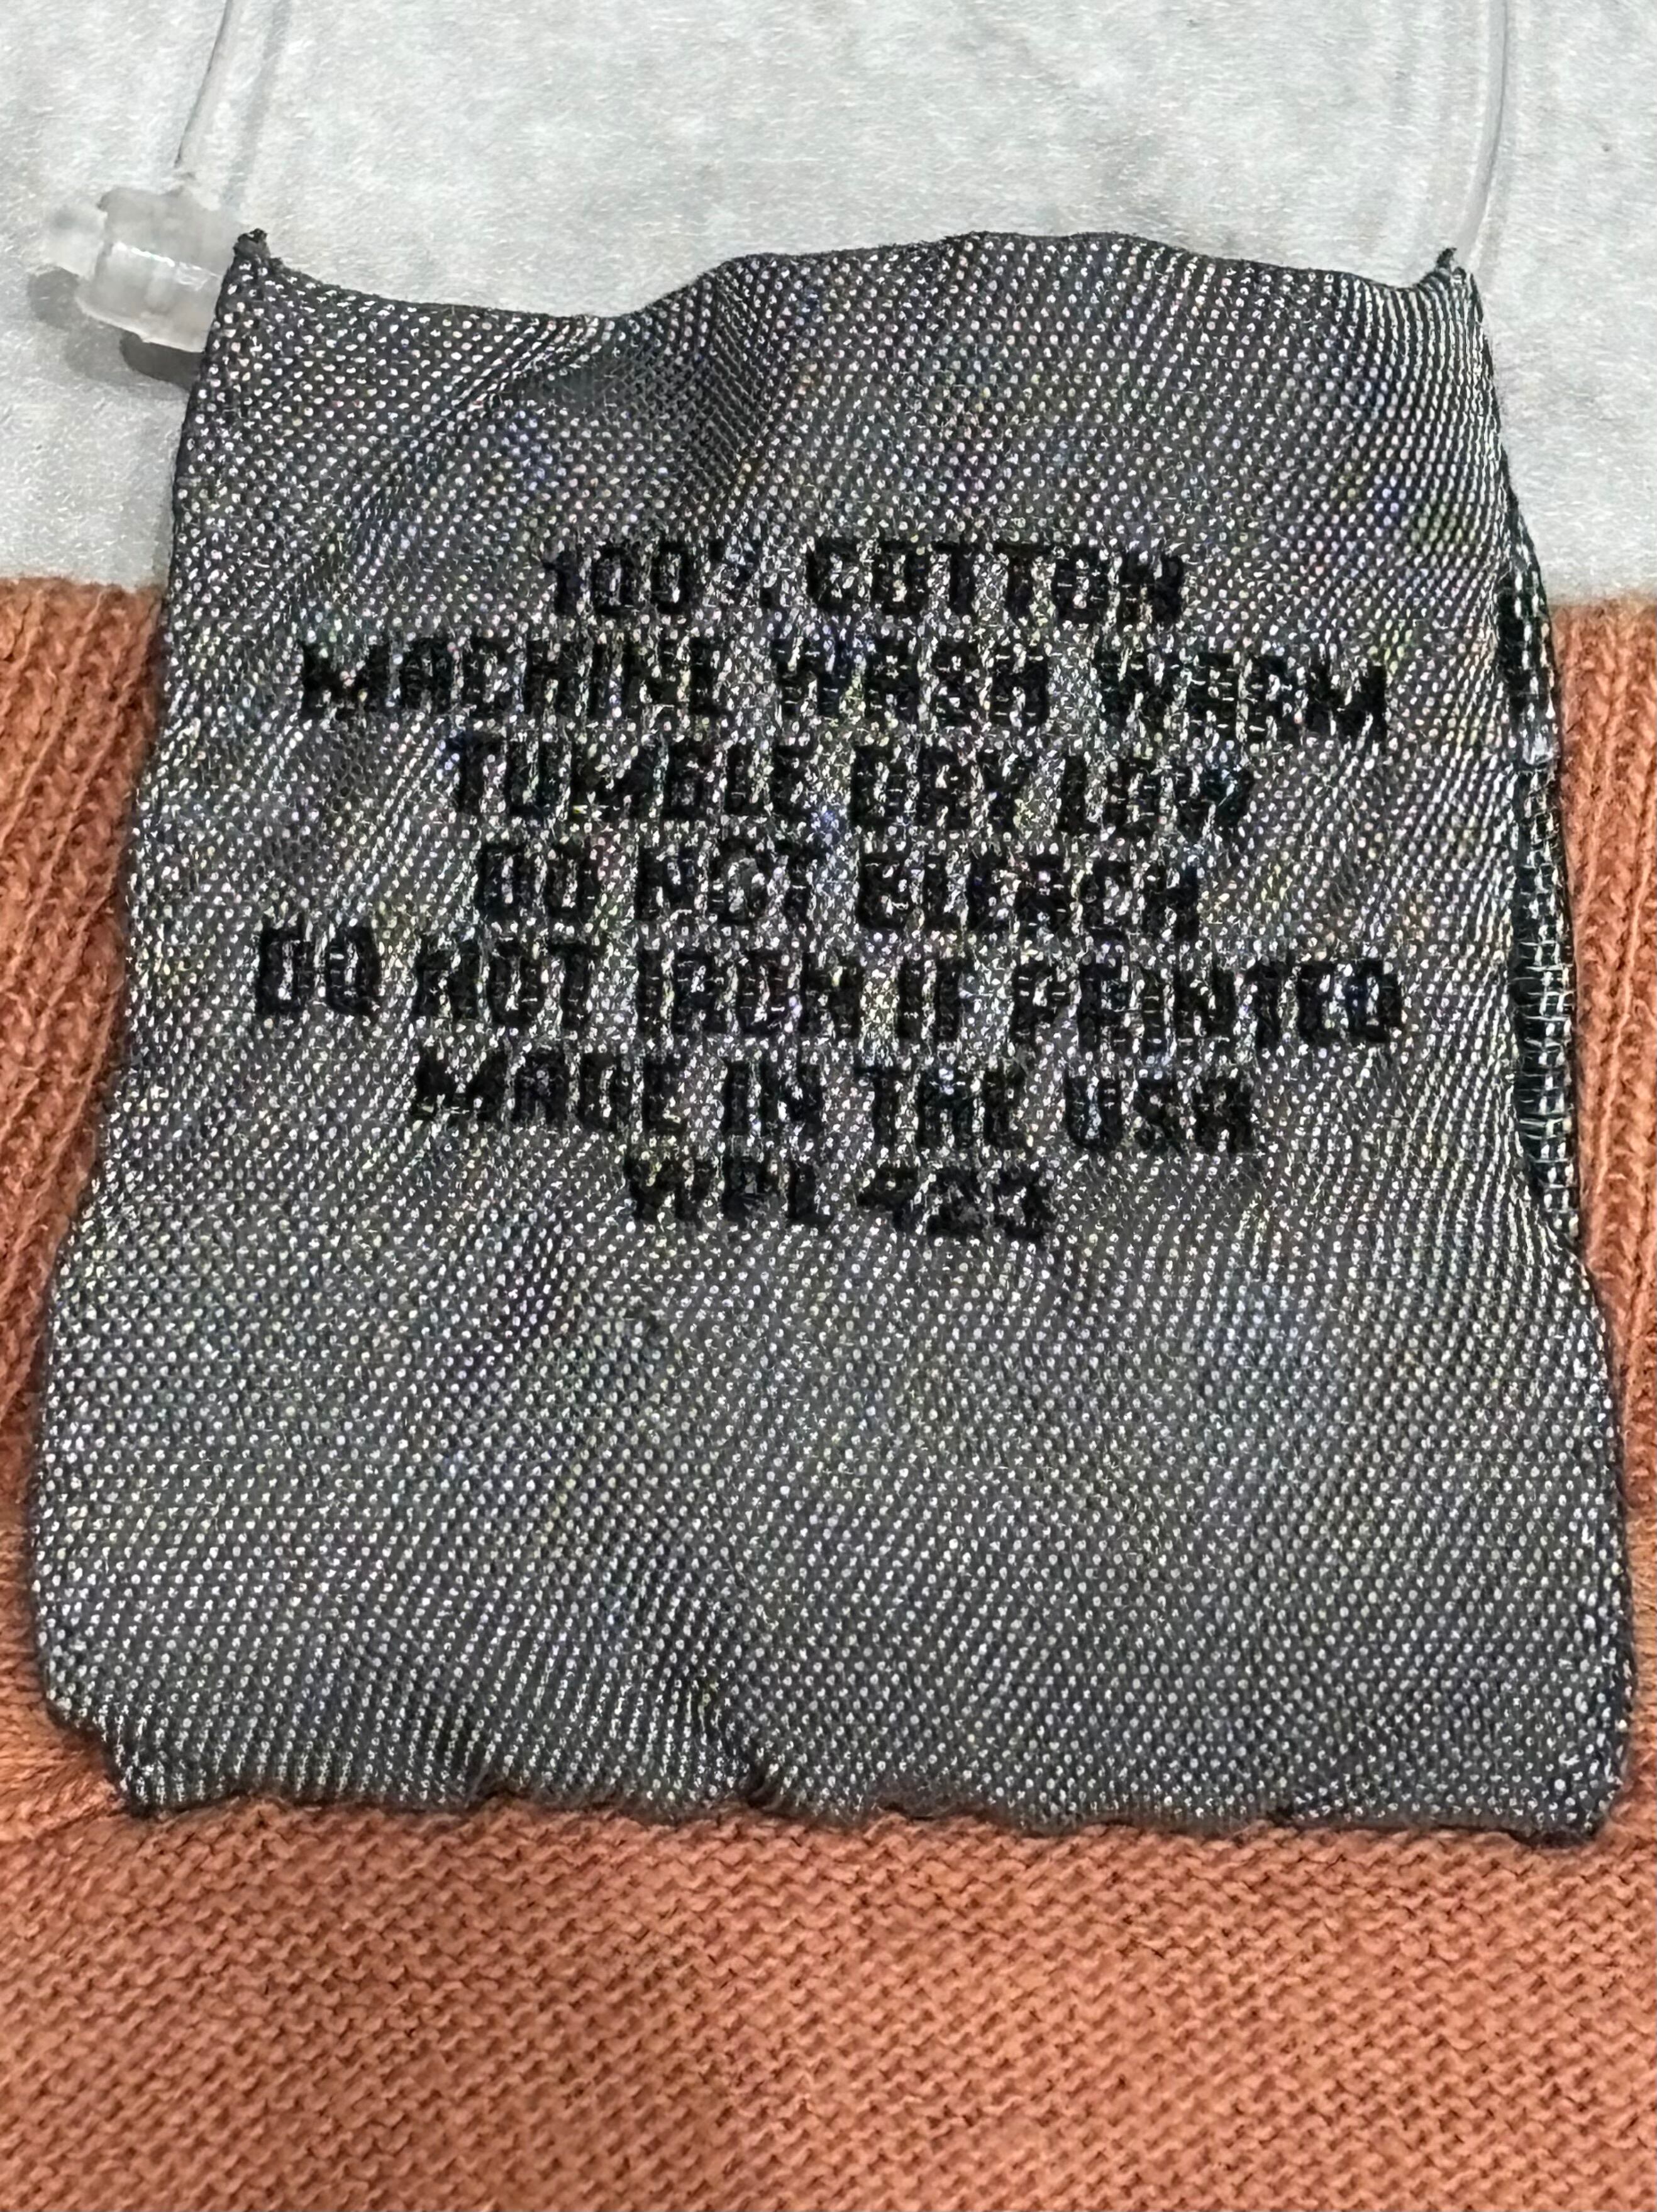 100% COTTON
MACHINE WASH WARM
TUMBLE DRY LOW
DO NOT BLEACH
DO NOT IRON IF PRINTED
MADE IN THE USA
WPL 423